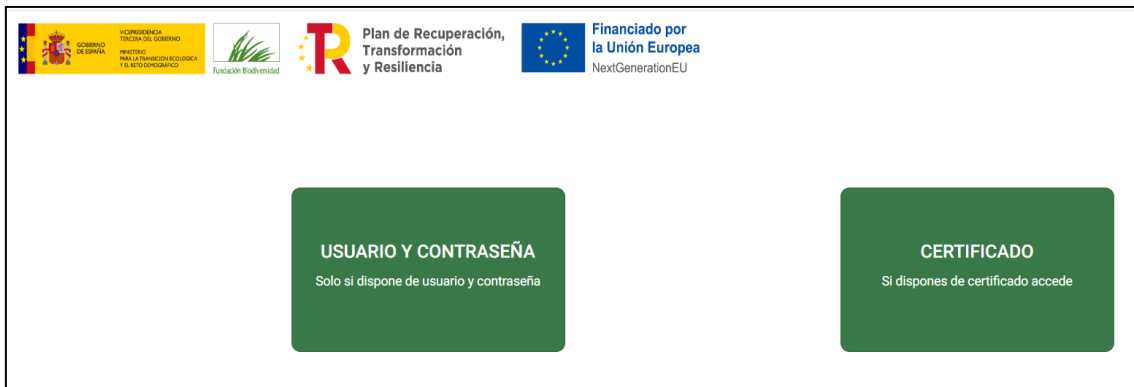 GOBIERNO
DE ESPAÑA
VICEPRESIDENCIA
TERCERA DEL GOBIERNO
MINISTERIO
PARA LA TRANSICIÓN ECOLÓGICA
Y EL RETO DEMOGRÁFICO
Fundación Biodiversidad
Plan de Recuperación,
Transformación
y Resiliencia
Financiado por
la Unión Europea
NextGenerationEU
USUARIO Y CONTRASEÑA
Solo si dispone de usuario y contraseña
CERTIFICADO
Si dispones de certificado accede